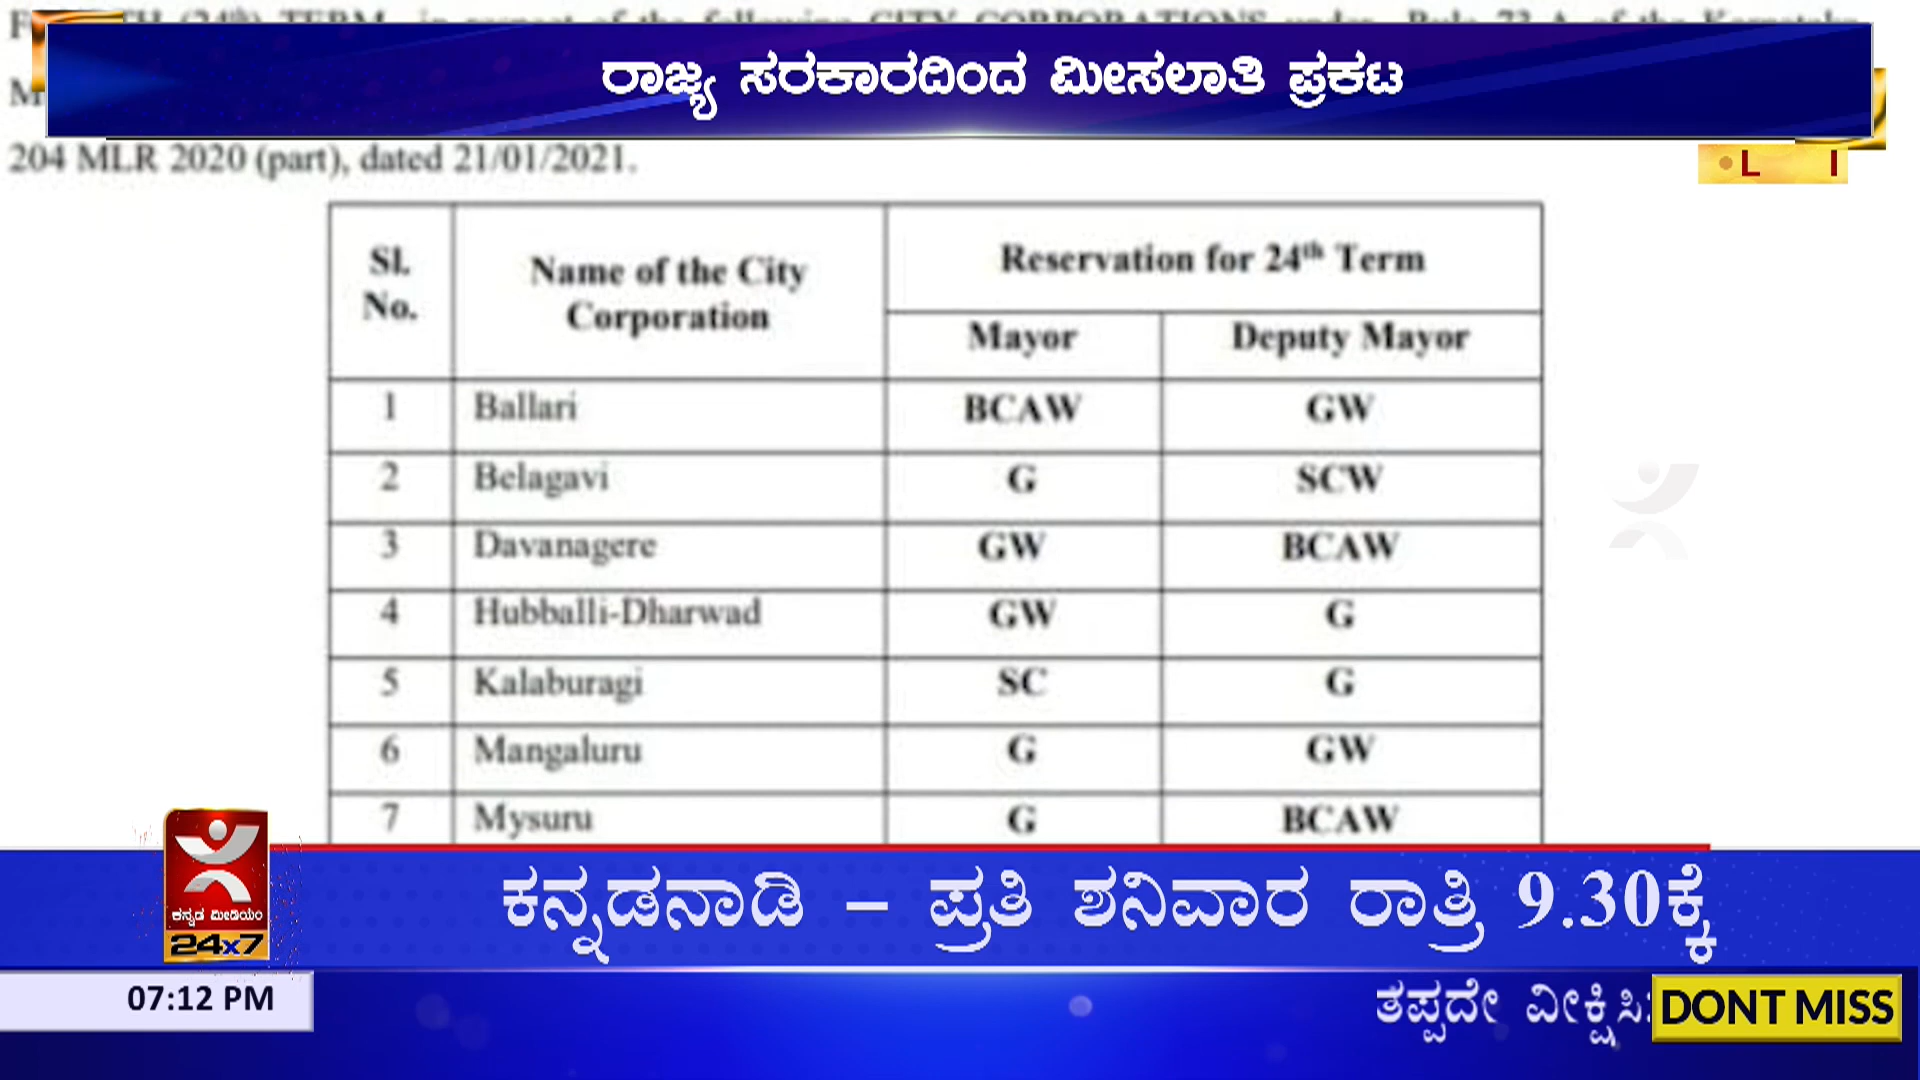 ರಾಜ್ಯ ಸರಕಾರದಿಂದ ಮೀಸಲಾತಿ ಪ್ರಕಟ
204 MLR 2020 (part), dated 21/01/2021.
Sl. No. Name of the City Corporation Reservation for 24th Term
Mayor Deputy Mayor
1 Ballari BCAW GW
2 Belagavi G SCW
3 Davanagere GW BCAW
4 Hubballi-Dharwad GW G
5 Kalaburagi SC G
6 Mangaluru G GW
7 Mysuru G BCAW
ಕನ್ನಡ ಮೀಡಿಯಂ
24x7
ಕನ್ನಡನಾಡಿ – ಪ್ರತಿ ಶನಿವಾರ ರಾತ್ರಿ 9.30ಕ್ಕೆ
07:12 PM
ತಪ್ಪದೇ ವೀಕ್ಷಿಸಿ
DONT MISS